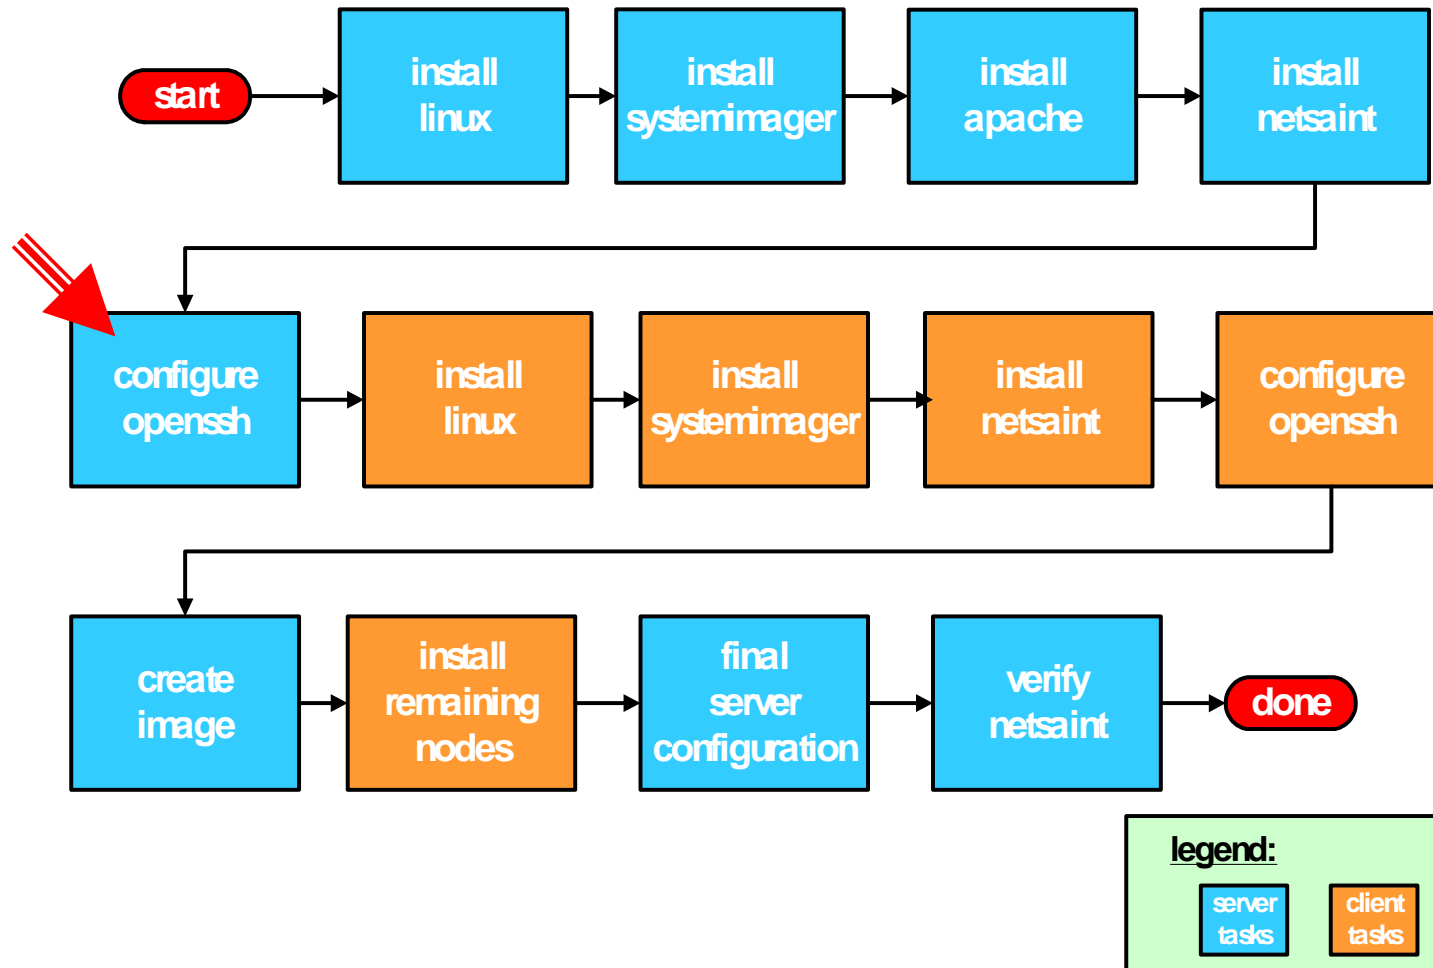 start
install
linux
install
systemimager
install
apache
install
netsaint
configure
openssh
install
linux
install
systemimager
install
netsaint
configure
openssh
create
image
install
remaining
nodes
final
server
configuration
verify
netsaint
done
legend:
server
tasks
client
tasks